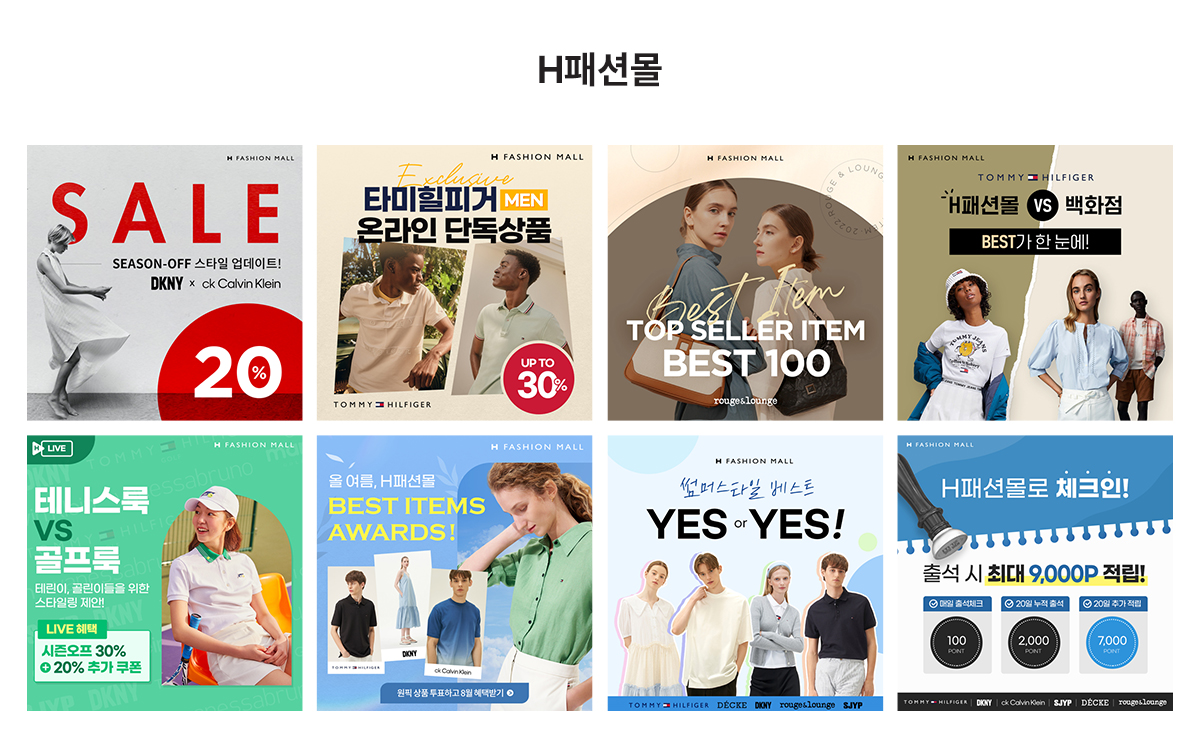 H패션몰
H FASHION MALL
SALE
SEASON-OFF 스타일 업데이트!
DKNY x ck Calvin Klein
20%
H FASHION MALL
Exclusive
타미힐피거 MEN
온라인 단독상품
UP TO
30%
TOMMY HILFIGER
H FASHION MALL
ROUGE & LOUNGE
Best Item
TOP SELLER ITEM
BEST 100
rouge&lounge
H FASHION MALL
TOMMY HILFIGER
H패션몰 VS 백화점
BEST가 한 눈에!
TOMMY JEANS
H LIVE
H FASHION MALL
테니스룩
VS
골프룩
테린이, 골린이들을 위한
스타일링 제안!
LIVE 혜택
시즌오프 30%
+ 20% 추가 쿠폰
TOMMY HILFIGER
DKNY
SJYP
H FASHION MALL
올 여름, H패션몰
BEST ITEMS
AWARDS!
TOMMY HILFIGER
DKNY
ck Calvin Klein
원픽 상품 투표하고 8월 혜택받기
H FASHION MALL
썸머스타일 베스트
YES or YES!
TOMMY HILFIGER DÉCKE DKNY rouge&lounge SJYP
H FASHION MALL
H패션몰로 체크인!
출석 시 최대 9,000P 적립!
매일 출석체크
100
POINT
20일 누적 출석
2,000
POINT
20일 추가 적립
7,000
POINT
TOMMY HILFIGER | DKNY | ck Calvin Klein | SJYP | DÉCKE | rouge&lounge